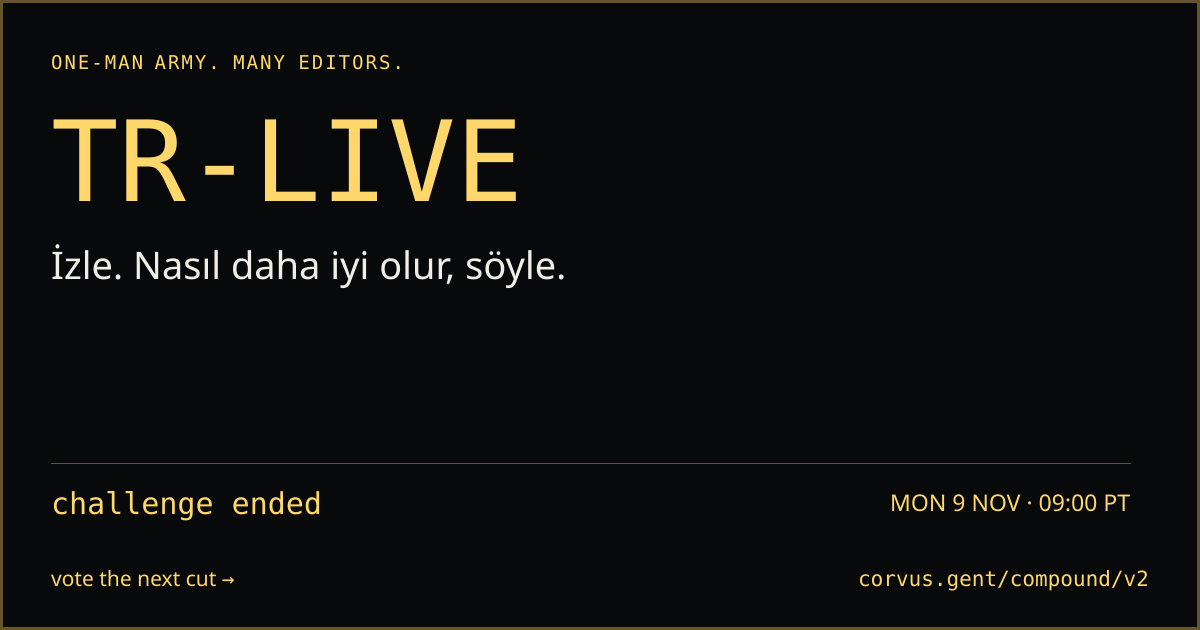 ONE-MAN ARMY. MANY EDITORS.
TR-LIVE
İzle. Nasıl daha iyi olur, söyle.
challenge ended
MON 9 NOV · 09:00 PT
vote the next cut →
corvus.gent/compound/v2